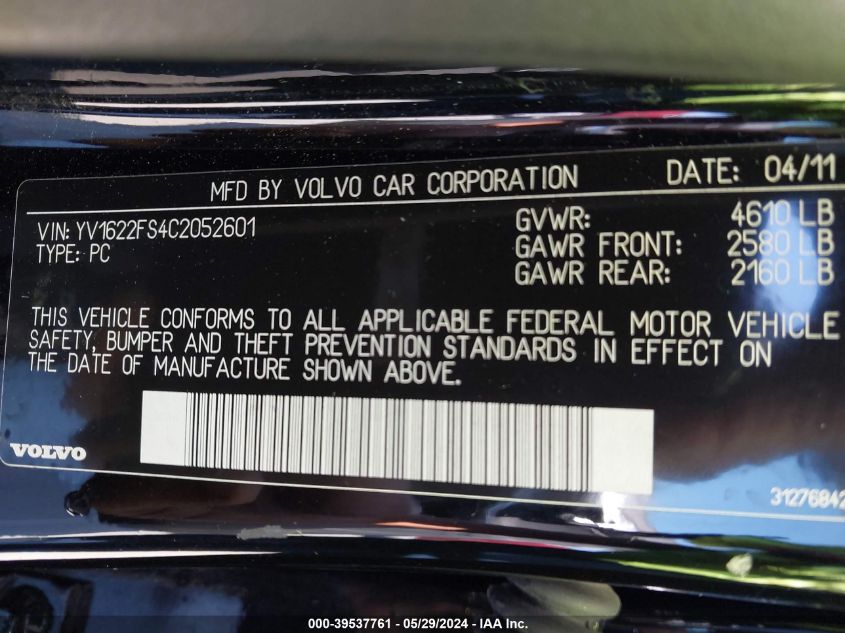 MFD BY VOLVO CAR CORPORATION DATE: 04/11
VIN: YV1622FS4C2052601 GVWR: 4610 LB
TYPE: PC GAWR FRONT: 2580 LB
GAWR REAR: 2160 LB
THIS VEHICLE CONFORMS TO ALL APPLICABLE FEDERAL MOTOR VEHICLE
SAFETY, BUMPER AND THEFT PREVENTION STANDARDS IN EFFECT ON
THE DATE OF MANUFACTURE SHOWN ABOVE.
VOLVO
31276842
000-39537761 - 05/29/2024 - IAA Inc.